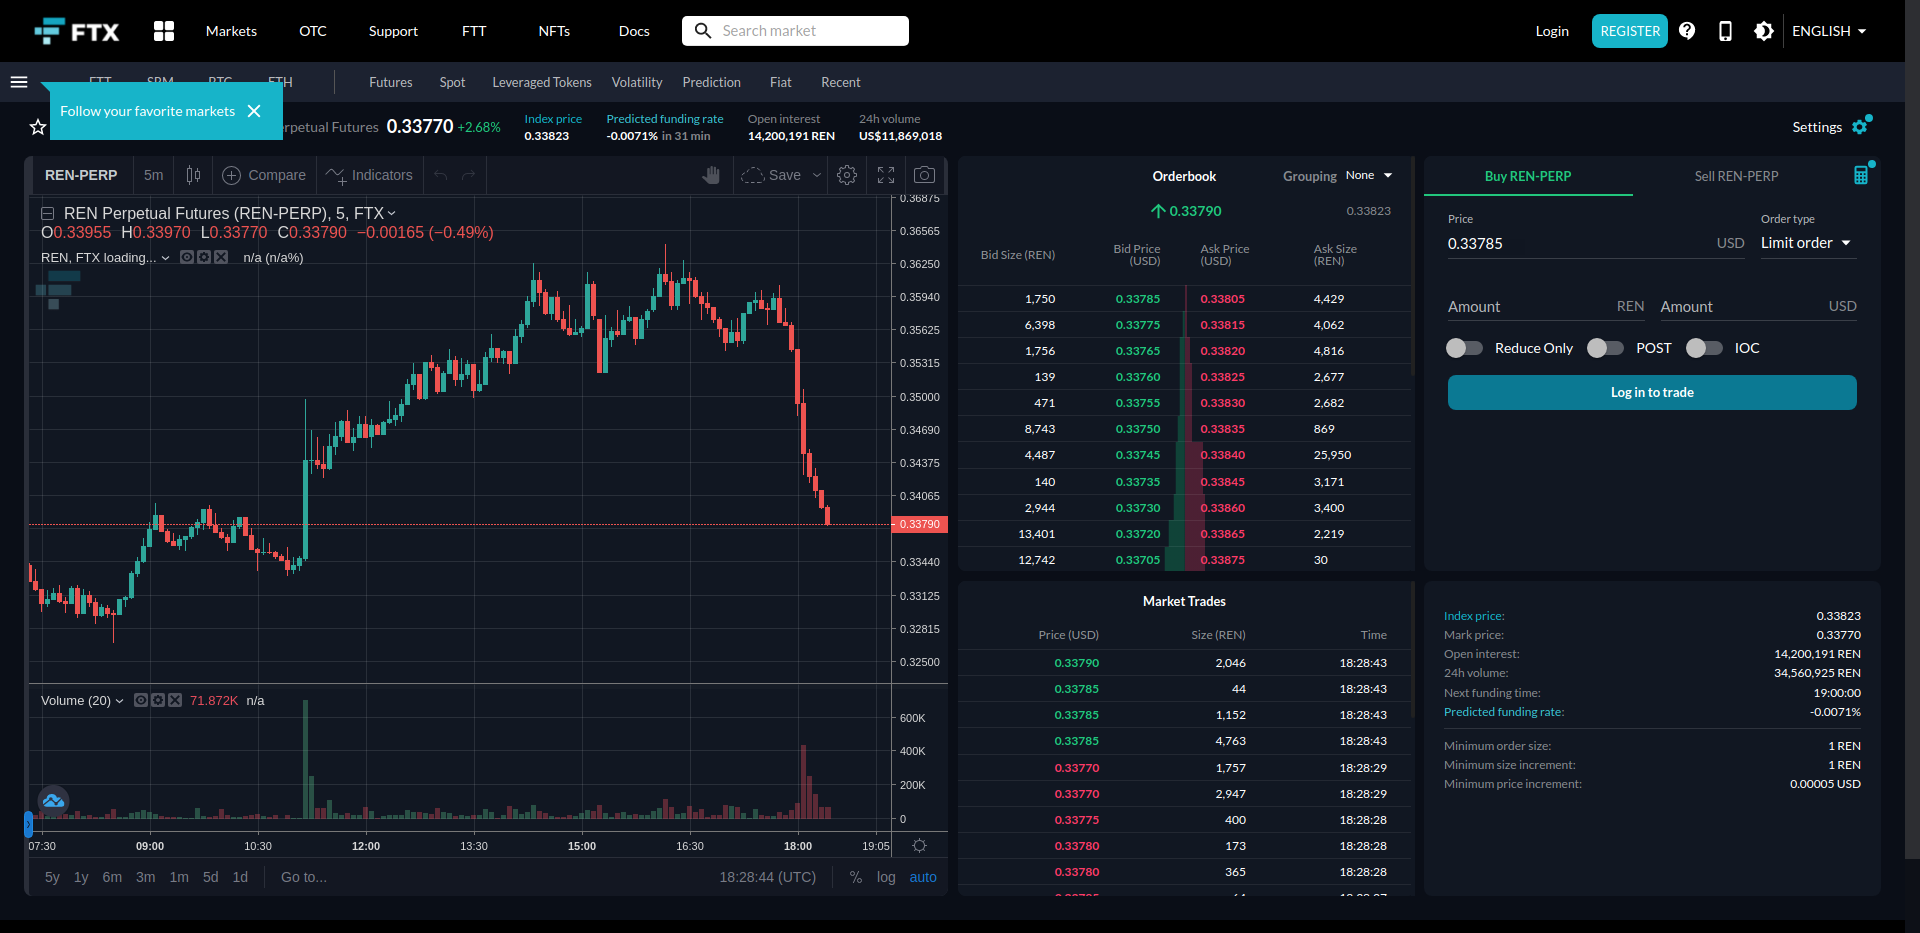 FTX Markets OTC Support FTT NFTs Docs Search market Login REGISTER ENGLISH
FTT SRM BTC ETH Futures Spot Leveraged Tokens Volatility Prediction Fiat Recent
Follow your favorite markets
Perpetual Futures 0.33770 +2.68%
Index price
0.33823
Predicted funding rate
-0.0071% in 31 min
Open interest
14,200,191 REN
24h volume
US$11,869,018
Settings
REN-PERP 5m Compare Indicators Save
REN Perpetual Futures (REN-PERP), 5, FTX
O0.33955 H0.33970 L0.33770 C0.33790 −0.00165 (−0.49%)
REN, FTX loading... n/a (n/a%)
0.36875
0.36565
0.36250
0.35940
0.35625
0.35315
0.35000
0.34690
0.34375
0.34065
0.33790
0.33440
0.33125
0.32815
0.32500
Volume (20) 71.872K n/a
600K
400K
200K
0
07:30 09:00 10:30 12:00 13:30 15:00 16:30 18:00 19:05
5y 1y 6m 3m 1m 5d 1d Go to... 18:28:44 (UTC) % log auto
Orderbook Grouping None
0.33790 0.33823
Bid Size (REN) Bid Price (USD) Ask Price (USD) Ask Size (REN)
1,750 0.33785 0.33805 4,429
6,398 0.33775 0.33815 4,062
1,756 0.33765 0.33820 4,816
139 0.33760 0.33825 2,677
471 0.33755 0.33830 2,682
8,743 0.33750 0.33835 869
4,487 0.33745 0.33840 25,950
140 0.33735 0.33845 3,171
2,944 0.33730 0.33860 3,400
13,401 0.33720 0.33865 2,219
12,742 0.33705 0.33875 30
Market Trades
Price (USD) Size (REN) Time
0.33790 2,046 18:28:43
0.33785 44 18:28:43
0.33785 1,152 18:28:43
0.33785 4,763 18:28:43
0.33770 1,757 18:28:29
0.33770 2,947 18:28:29
0.33775 400 18:28:28
0.33780 173 18:28:28
0.33780 365 18:28:28
Buy REN-PERP Sell REN-PERP
Price Order type
0.33785 USD Limit order
Amount REN Amount USD
Reduce Only POST IOC
Log in to trade
Index price: 0.33823
Mark price: 0.33770
Open interest: 14,200,191 REN
24h volume: 34,560,925 REN
Next funding time: 19:00:00
Predicted funding rate: -0.0071%
Minimum order size: 1 REN
Minimum size increment: 1 REN
Minimum price increment: 0.00005 USD